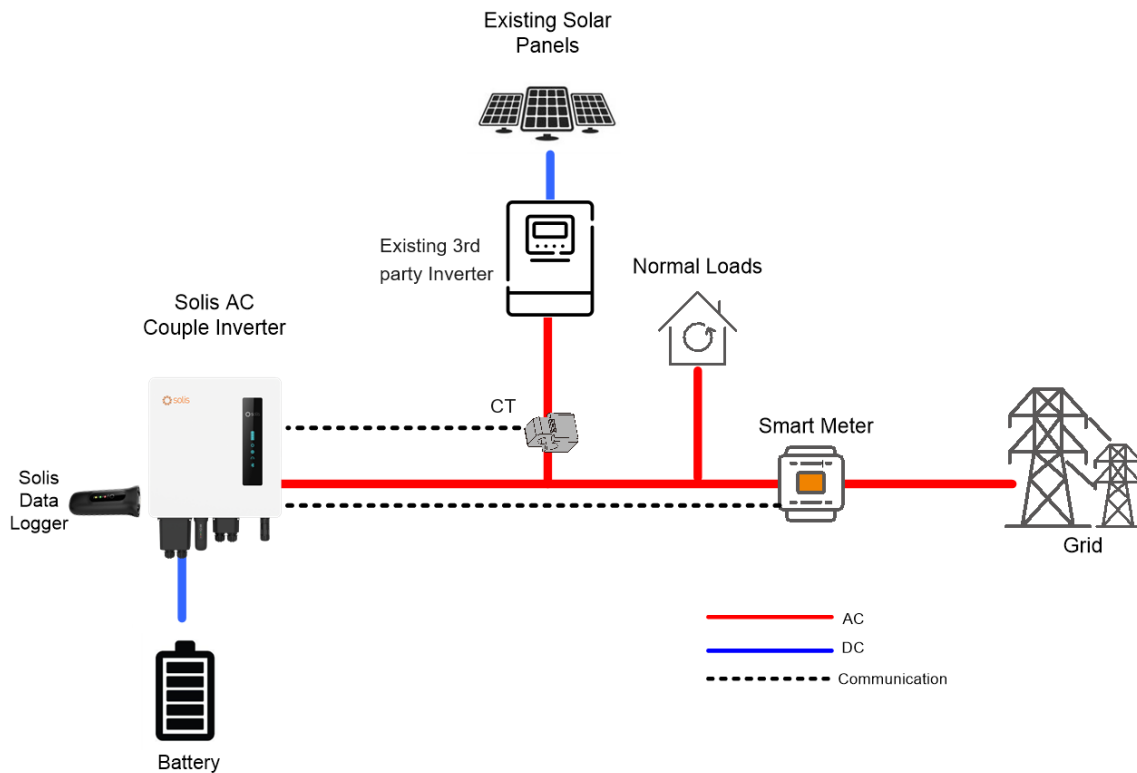 Existing Solar
Panels
Existing 3rd
party Inverter
Normal Loads
Solis AC
Couple Inverter
solis
CT
Smart Meter
Solis
Data
Logger
Grid
AC
DC
Communication
Battery